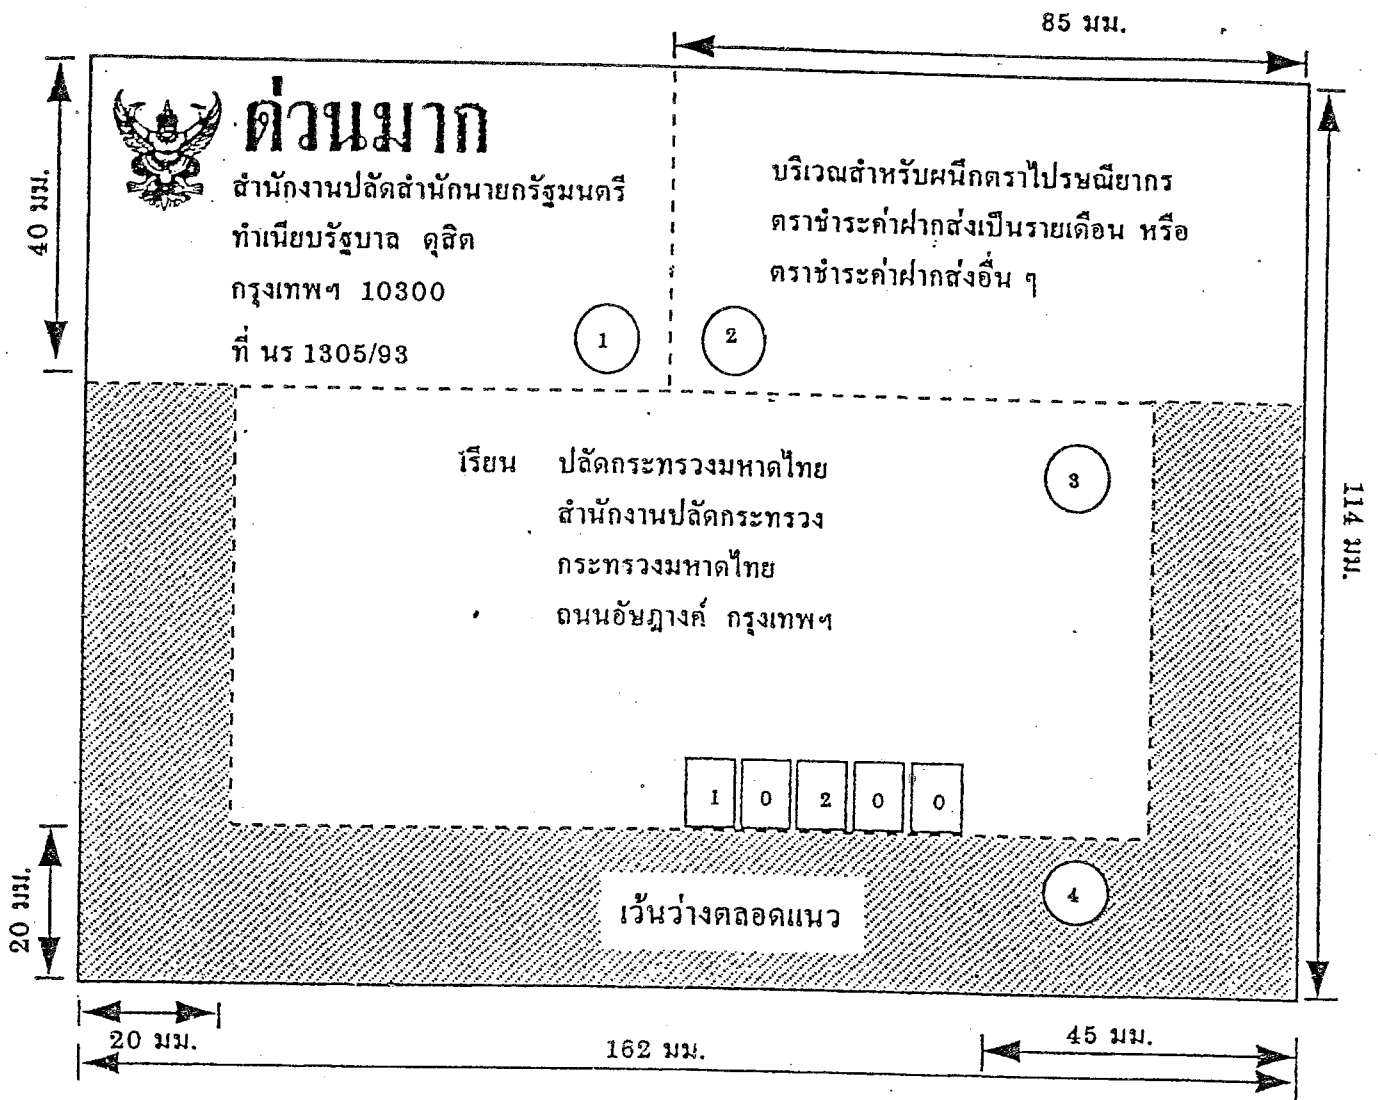 85 มม.
40 มม.
ด่วนมาก
สำนักงานปลัดสำนักนายกรัฐมนตรี
ทำเนียบรัฐบาล ดุสิต
กรุงเทพฯ 10300
ที่ นร 1305/93
1
บริเวณสำหรับผนึกตราไปรษณียากร
ตราชำระค่าฝากส่งเป็นรายเดือน หรือ
ตราชำระค่าฝากส่งอื่น ๆ
2
เรียน ปลัดกระทรวงมหาดไทย
สำนักงานปลัดกระทรวง
กระทรวงมหาดไทย
ถนนอัษฎางค์ กรุงเทพฯ
3
114 มม.
1 0 2 0 0
20 มม.
เว้นว่างตลอดแนว
4
20 มม.
162 มม.
45 มม.